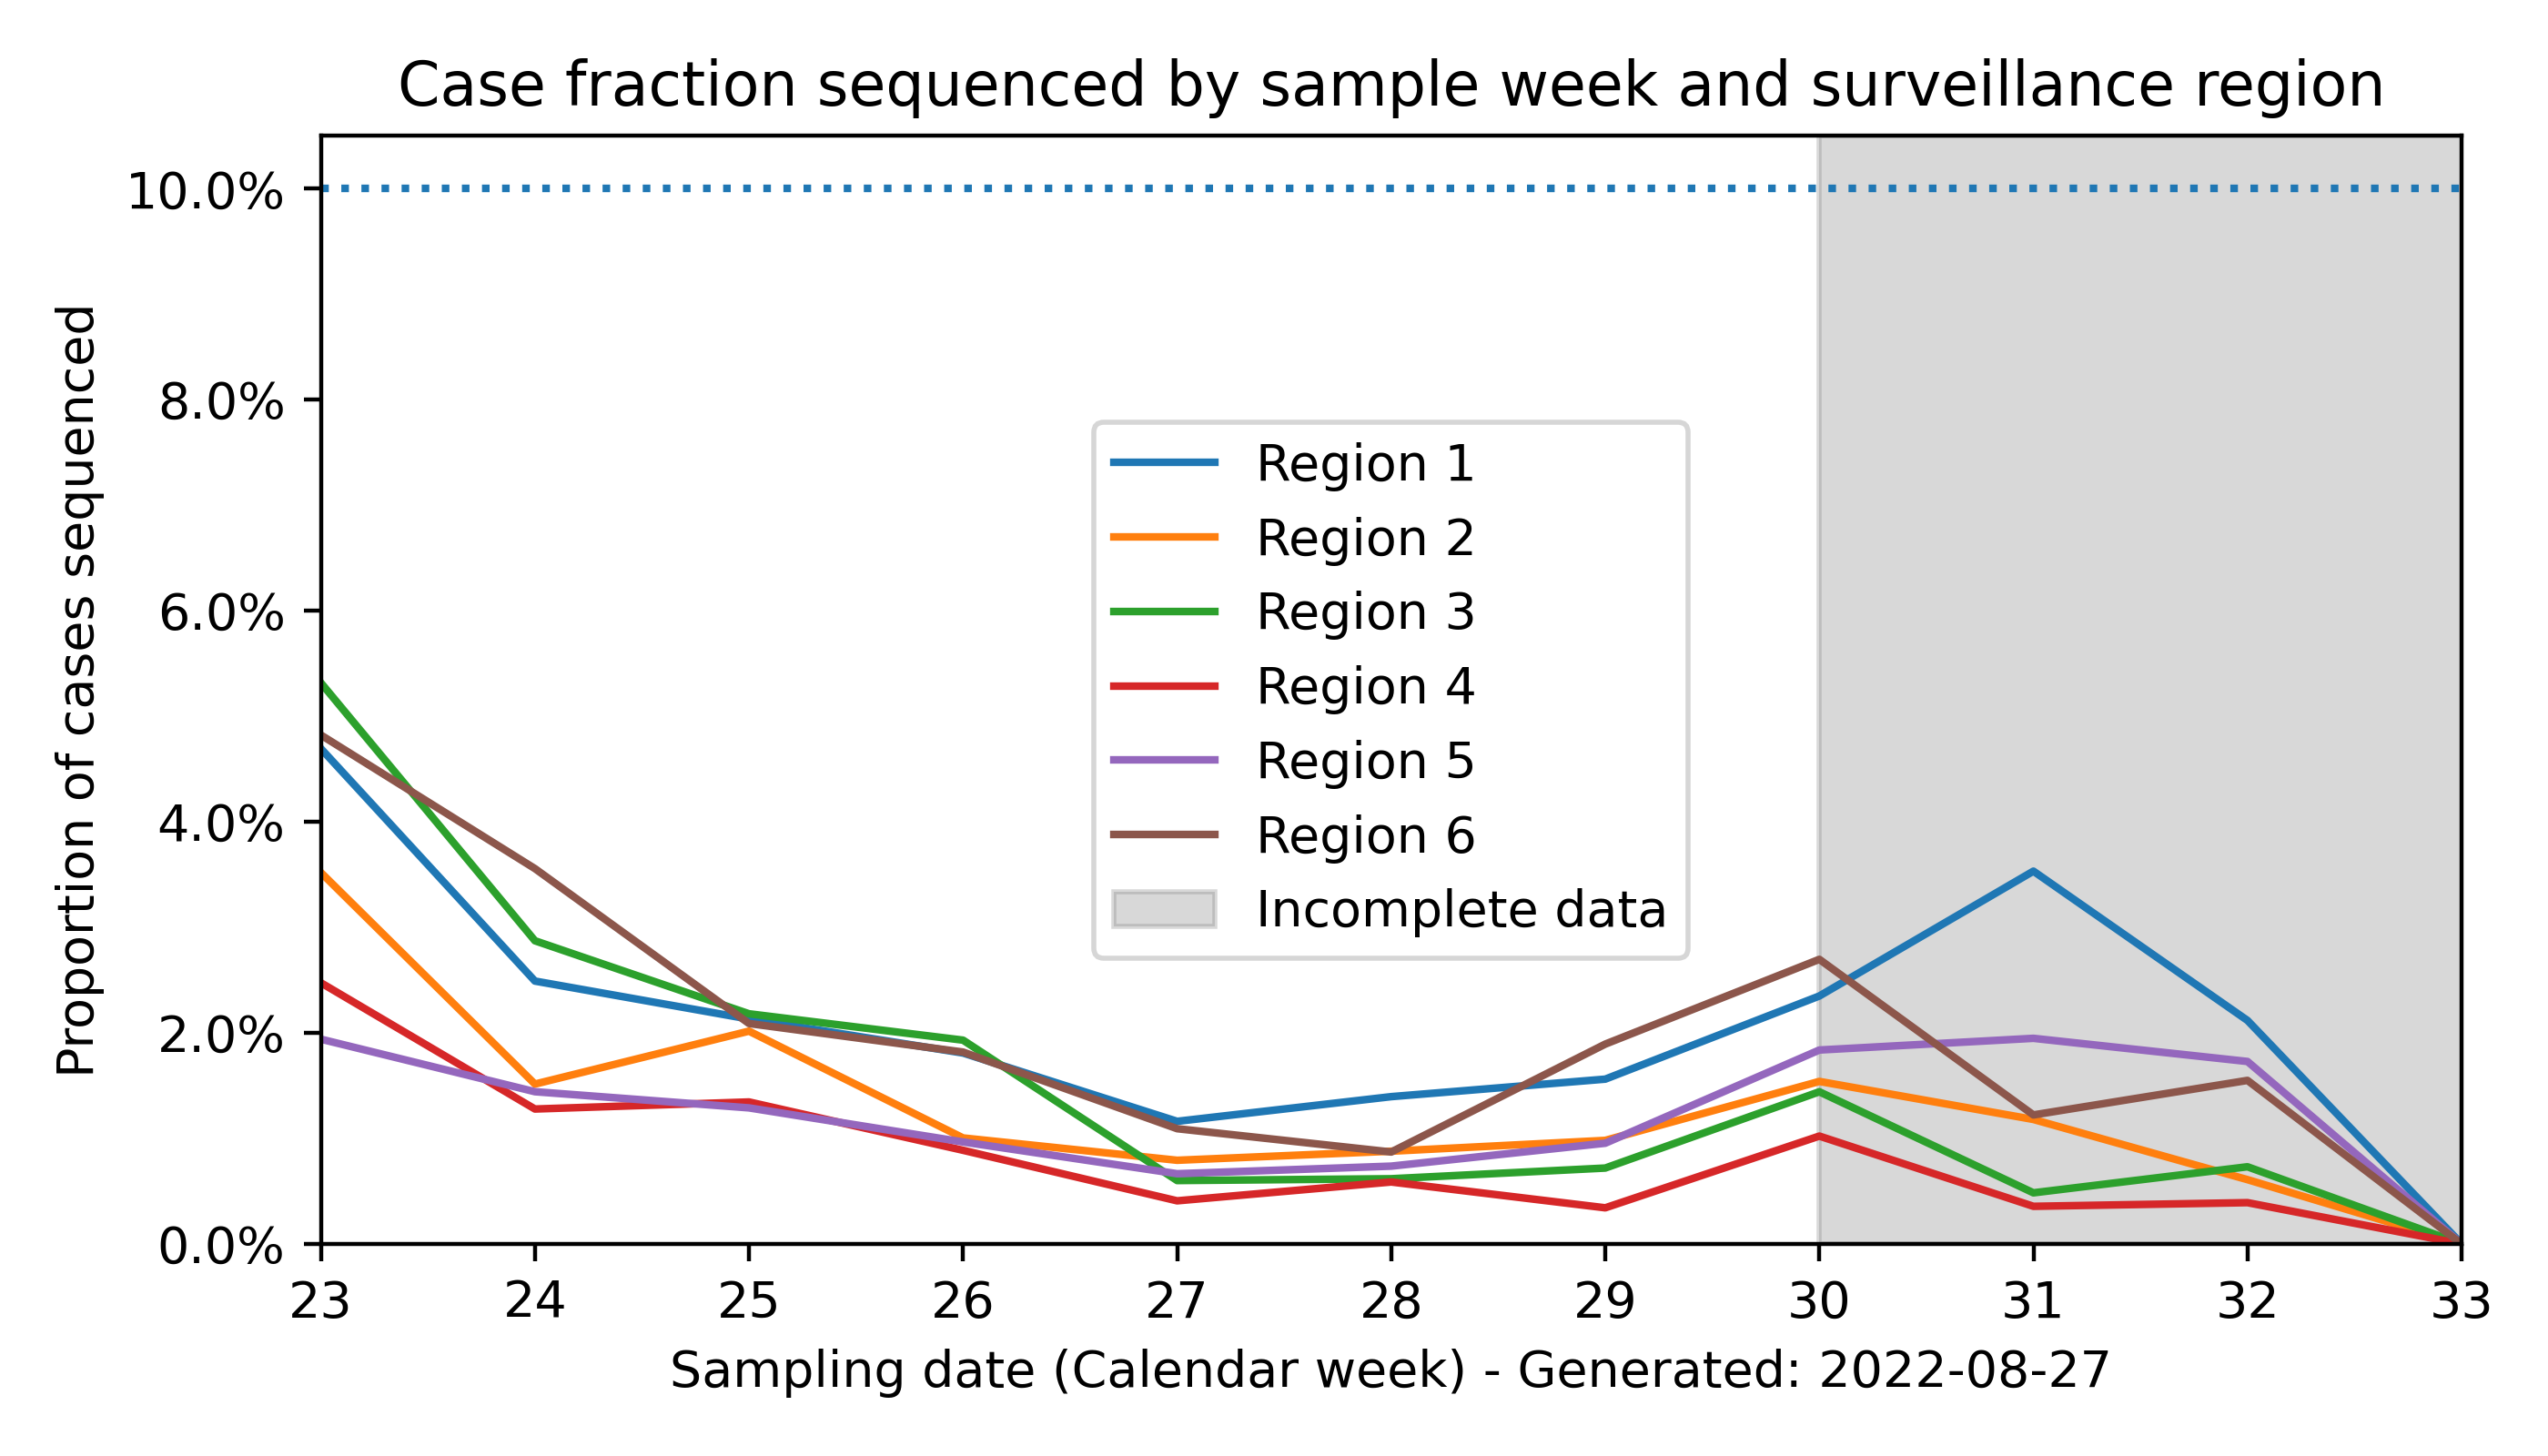 Case fraction sequenced by sample week and surveillance region
Proportion of cases sequenced
10.0%
8.0%
6.0%
4.0%
2.0%
0.0%
Region 1
Region 2
Region 3
Region 4
Region 5
Region 6
Incomplete data
23 24 25 26 27 28 29 30 31 32 33
Sampling date (Calendar week) - Generated: 2022-08-27